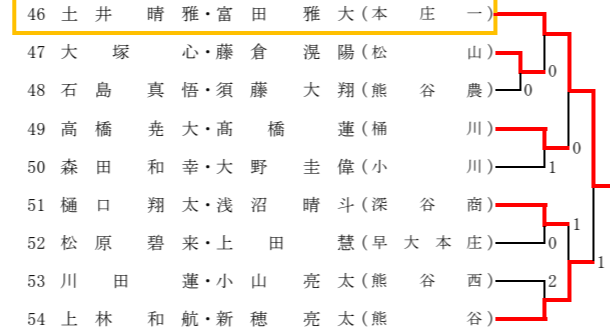 46 土井 晴雅・富田 雅大(本庄一)
47 大塚 心・藤倉 滉陽(松山)
0
48 石島 真悟・須藤 大翔(熊谷農)
0
49 高橋 尭大・髙橋 蓮(桶川)
0
50 森田 和幸・大野 圭偉(小川)
1
51 樋口 翔太・浅沼 晴斗(深谷商)
1
52 松原 碧来・上田 慧(早大本庄)
0
1
53 川田 蓮・小山 亮太(熊谷西)
2
54 上林 和航・新穂 亮太(熊谷)